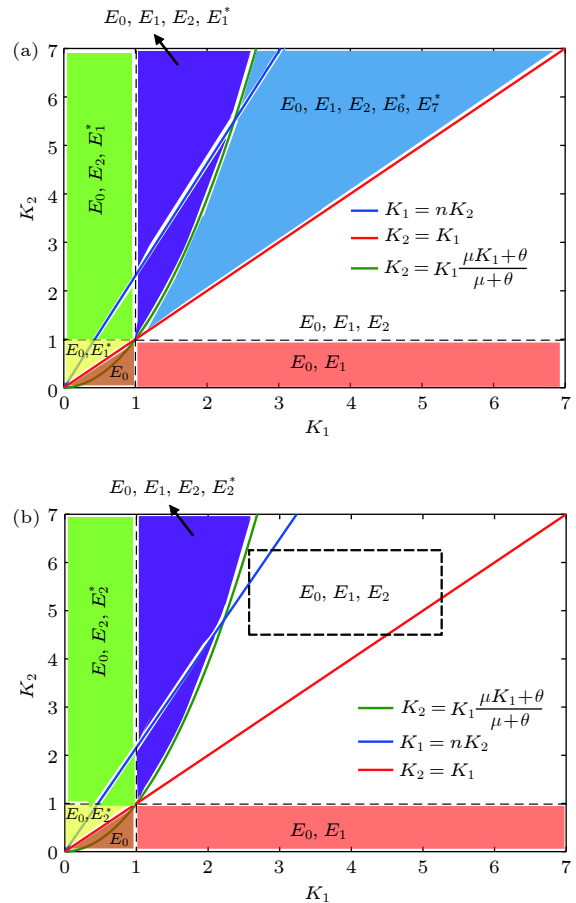 E₀, E₁, E₂, E₁*
(a)
7
6
5
4
3
2
1
0
K₂
E₀, E₂, E₁*
E₀, E₁, E₂, E₆*, E₇*
K₁ = nK₂
K₂ = K₁
K₂ = K₁ (μK₁+θ)/(μ+θ)
E₀, E₁, E₂
E₀,E₁*
E₀
E₀, E₁
0 1 2 3 4 5 6 7
K₁
E₀, E₁, E₂, E₂*
(b)
7
6
5
4
3
2
1
0
K₂
E₀, E₂, E₂*
E₀, E₁, E₂
K₂ = K₁ (μK₁+θ)/(μ+θ)
K₁ = nK₂
K₂ = K₁
E₀,E₂*
E₀
E₀, E₁
0 1 2 3 4 5 6 7
K₁